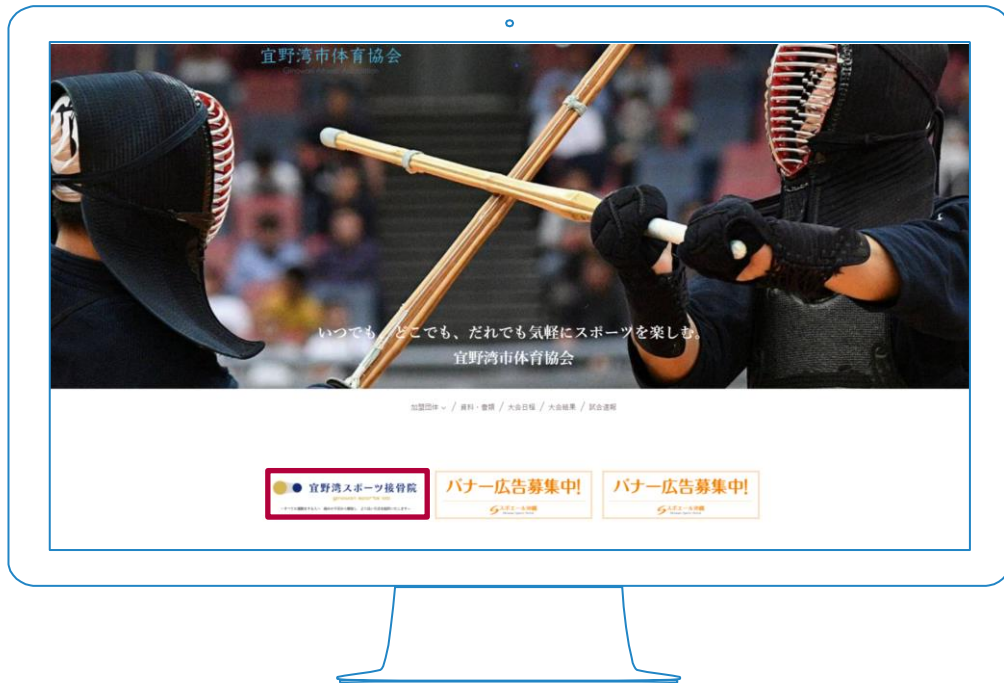 宜野湾市体育協会
いつでも、どこでも、だれでも気軽にスポーツを楽しむ。
宜野湾市体育協会
加盟団体 / 資料・書類 / 大会日程 / 大会結果 / 試合速報
宜野湾スポーツ接骨院
バナー広告募集中!
バナー広告募集中!